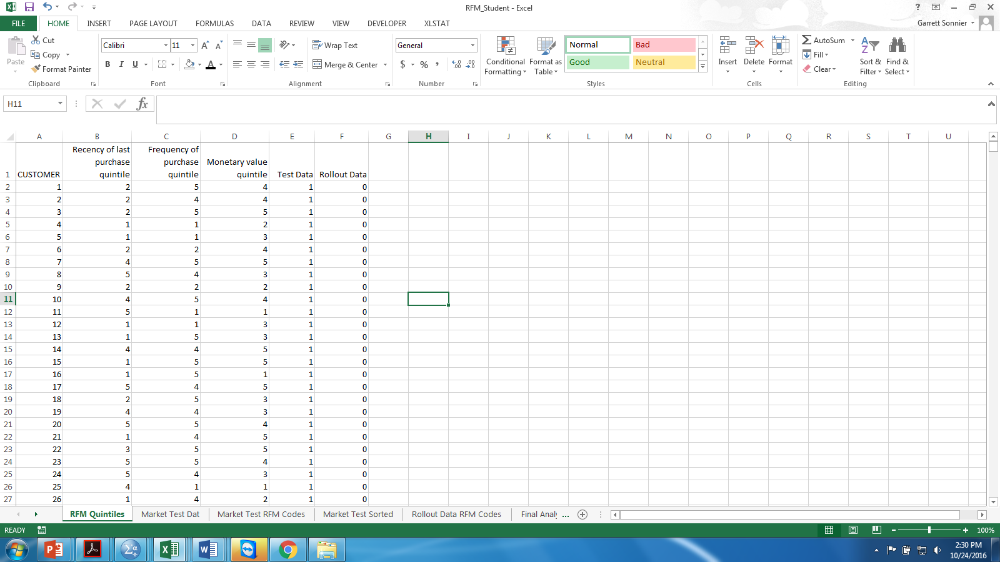 RFM_Student - Excel
FILE HOME INSERT PAGE LAYOUT FORMULAS DATA REVIEW VIEW DEVELOPER XLSTAT Garrett Sonnier
Paste Cut Copy Format Painter Clipboard
Calibri 11 B I U A Font
Wrap Text Merge & Center Alignment
General $ % , Number
Conditional Formatting Format as Table Normal Bad Good Neutral Styles
Insert Delete Format Cells
AutoSum Fill Clear Sort & Filter Find & Select Editing
H11 fx
A B C D E F G H I J K L M N O P Q R S T U
1 CUSTOMER Recency of last purchase quintile Frequency of purchase quintile Monetary value quintile Test Data Rollout Data
2 1 2 5 4 1 0
3 2 2 4 4 1 0
4 3 2 5 5 1 0
5 4 1 1 2 1 0
6 5 1 1 3 1 0
7 6 2 2 4 1 0
8 7 4 5 5 1 0
9 8 5 4 3 1 0
10 9 2 2 2 1 0
11 10 4 5 4 1 0
12 11 5 1 1 1 0
13 12 1 1 3 1 0
14 13 1 5 3 1 0
15 14 4 4 5 1 0
16 15 1 5 5 1 0
17 16 1 5 1 1 0
18 17 5 4 5 1 0
19 18 2 5 3 1 0
20 19 4 4 3 1 0
21 20 5 5 4 1 0
22 21 1 4 5 1 0
23 22 3 5 5 1 0
24 23 5 5 4 1 0
25 24 5 4 3 1 0
26 25 4 1 1 1 0
27 26 1 4 2 1 0
RFM Quintiles Market Test Dat Market Test RFM Codes Market Test Sorted Rollout Data RFM Codes Final Analy ...
READY 100%
2:30 PM
10/24/2016